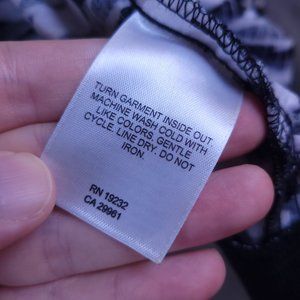 TURN GARMENT INSIDE OUT.
MACHINE WASH COLD WITH
LIKE COLORS, GENTLE
CYCLE. LINE DRY. DO NOT
IRON.
RN 19232
CA 29961